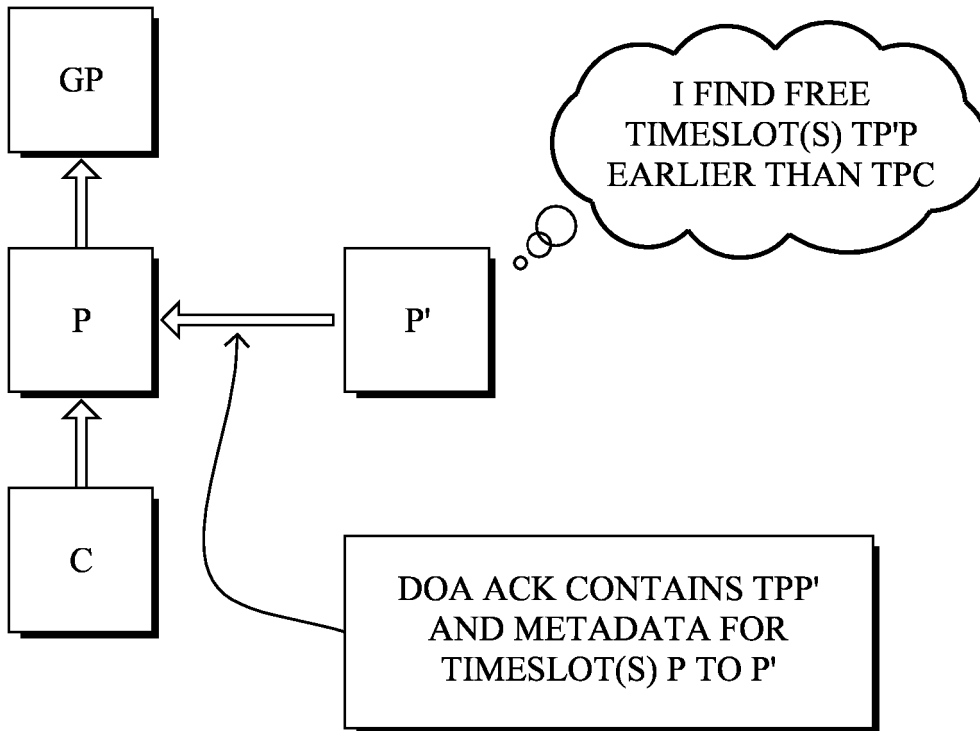 GP
I FIND FREE
TIMESLOT(S) TP'P
EARLIER THAN TPC
P
P'
C
DOA ACK CONTAINS TPP'
AND METADATA FOR
TIMESLOT(S) P TO P'